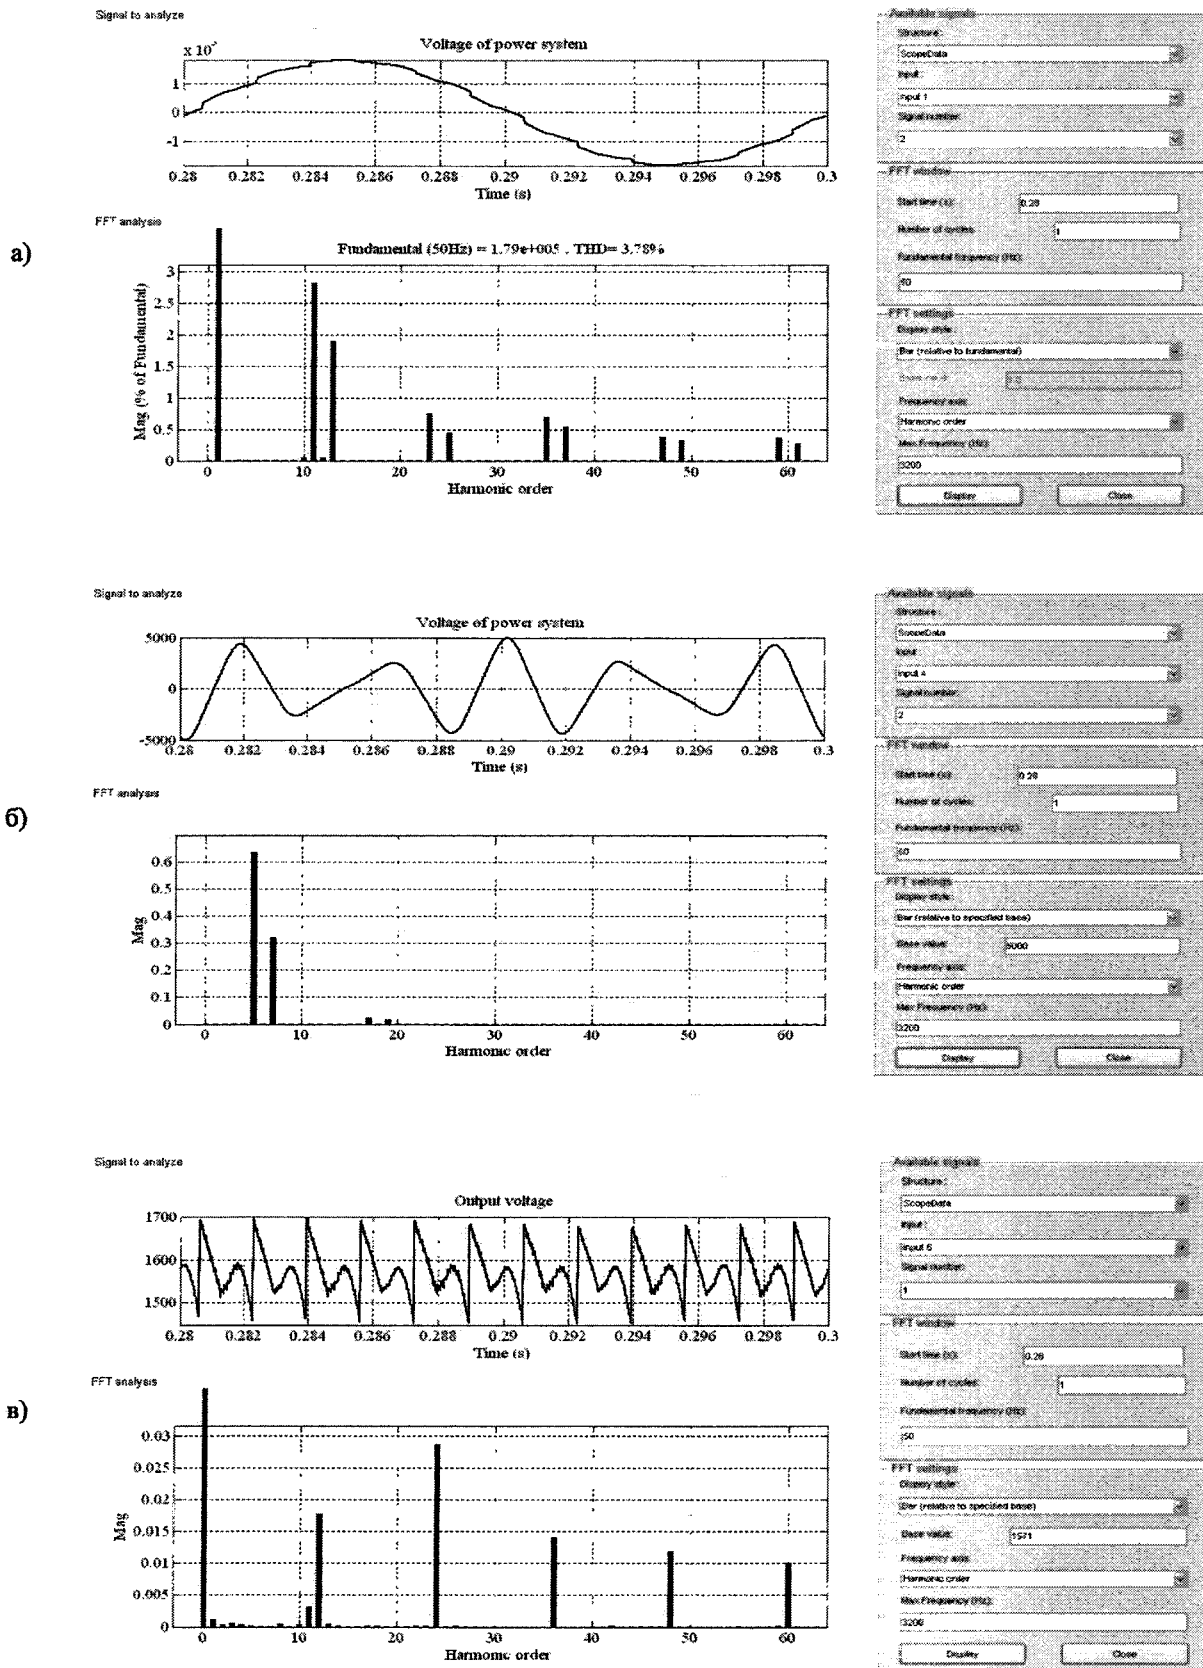 Signal to analyze
Voltage of power system
1
0
-1
0.28 0.282 0.284 0.286 0.288 0.29 0.292 0.294 0.296 0.298 0.3
Time (s)
FFT analysis
а)
Fundamental (50Hz) = 1.79e+005 , THD= 3.78%
Mag (% of Fundamental)
3
2.5
2
1.5
1
0.5
0
0 10 20 30 40 50 60
Harmonic order
Available signals
Structure:
ScopeData
Input:
Input 1
Signal number:
2
FFT window
Start time (s): 0.28
Number of cycles: 1
Fundamental frequency (Hz):
FFT settings
Display style:
Bar (relative to fundamental)
Frequency axis:
Harmonic order
Max Frequency (Hz):
3200
Display Close
Signal to analyze
Voltage of power system
5000
0
-5000
0.28 0.282 0.284 0.286 0.288 0.29 0.292 0.294 0.296 0.298 0.3
Time (s)
FFT analysis
б)
Mag
0.6
0.5
0.4
0.3
0.2
0.1
0
0 10 20 30 40 50 60
Harmonic order
Available signals
Structure:
ScopeData
Input:
Input 4
Signal number:
2
FFT window
Start time (s): 0.28
Number of cycles: 1
Fundamental frequency (Hz):
FFT settings
Display style:
Bar (relative to specified base)
Base value: 5000
Frequency axis:
Harmonic order
Max Frequency (Hz):
3200
Display Close
Signal to analyze
Output voltage
1700
1600
1500
0.28 0.282 0.284 0.286 0.288 0.29 0.292 0.294 0.296 0.298 0.3
Time (s)
FFT analysis
в)
Mag
0.03
0.025
0.02
0.015
0.01
0.005
0
0 10 20 30 40 50 60
Harmonic order
Available signals
Structure:
ScopeData
Input:
Signal number:
1
FFT window
Start time (s): 0.28
Number of cycles: 1
Fundamental frequency (Hz):
50
FFT settings
Display style:
Bar (relative to specified base)
Base value: 1571
Frequency axis:
Harmonic order
Max Frequency (Hz):
3200
Display Close